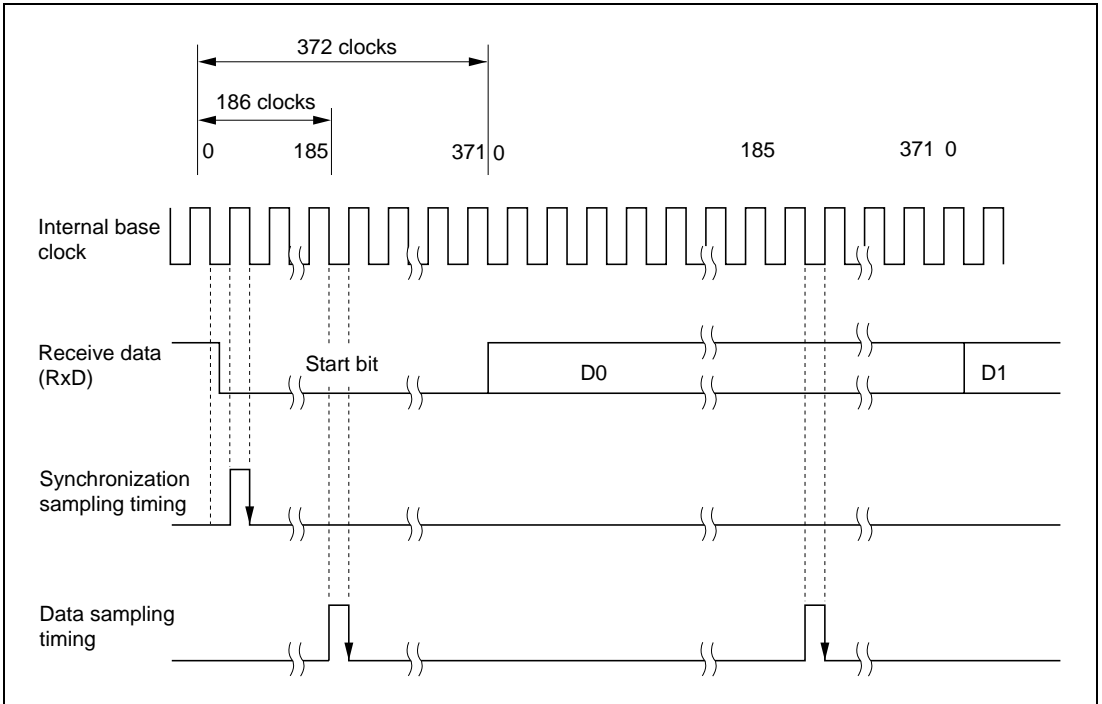 372 clocks
186 clocks
0 185 371 0 185 371 0
Internal base
clock
Receive data
(RxD)
Start bit
D0
D1
Synchronization
sampling timing
Data sampling
timing